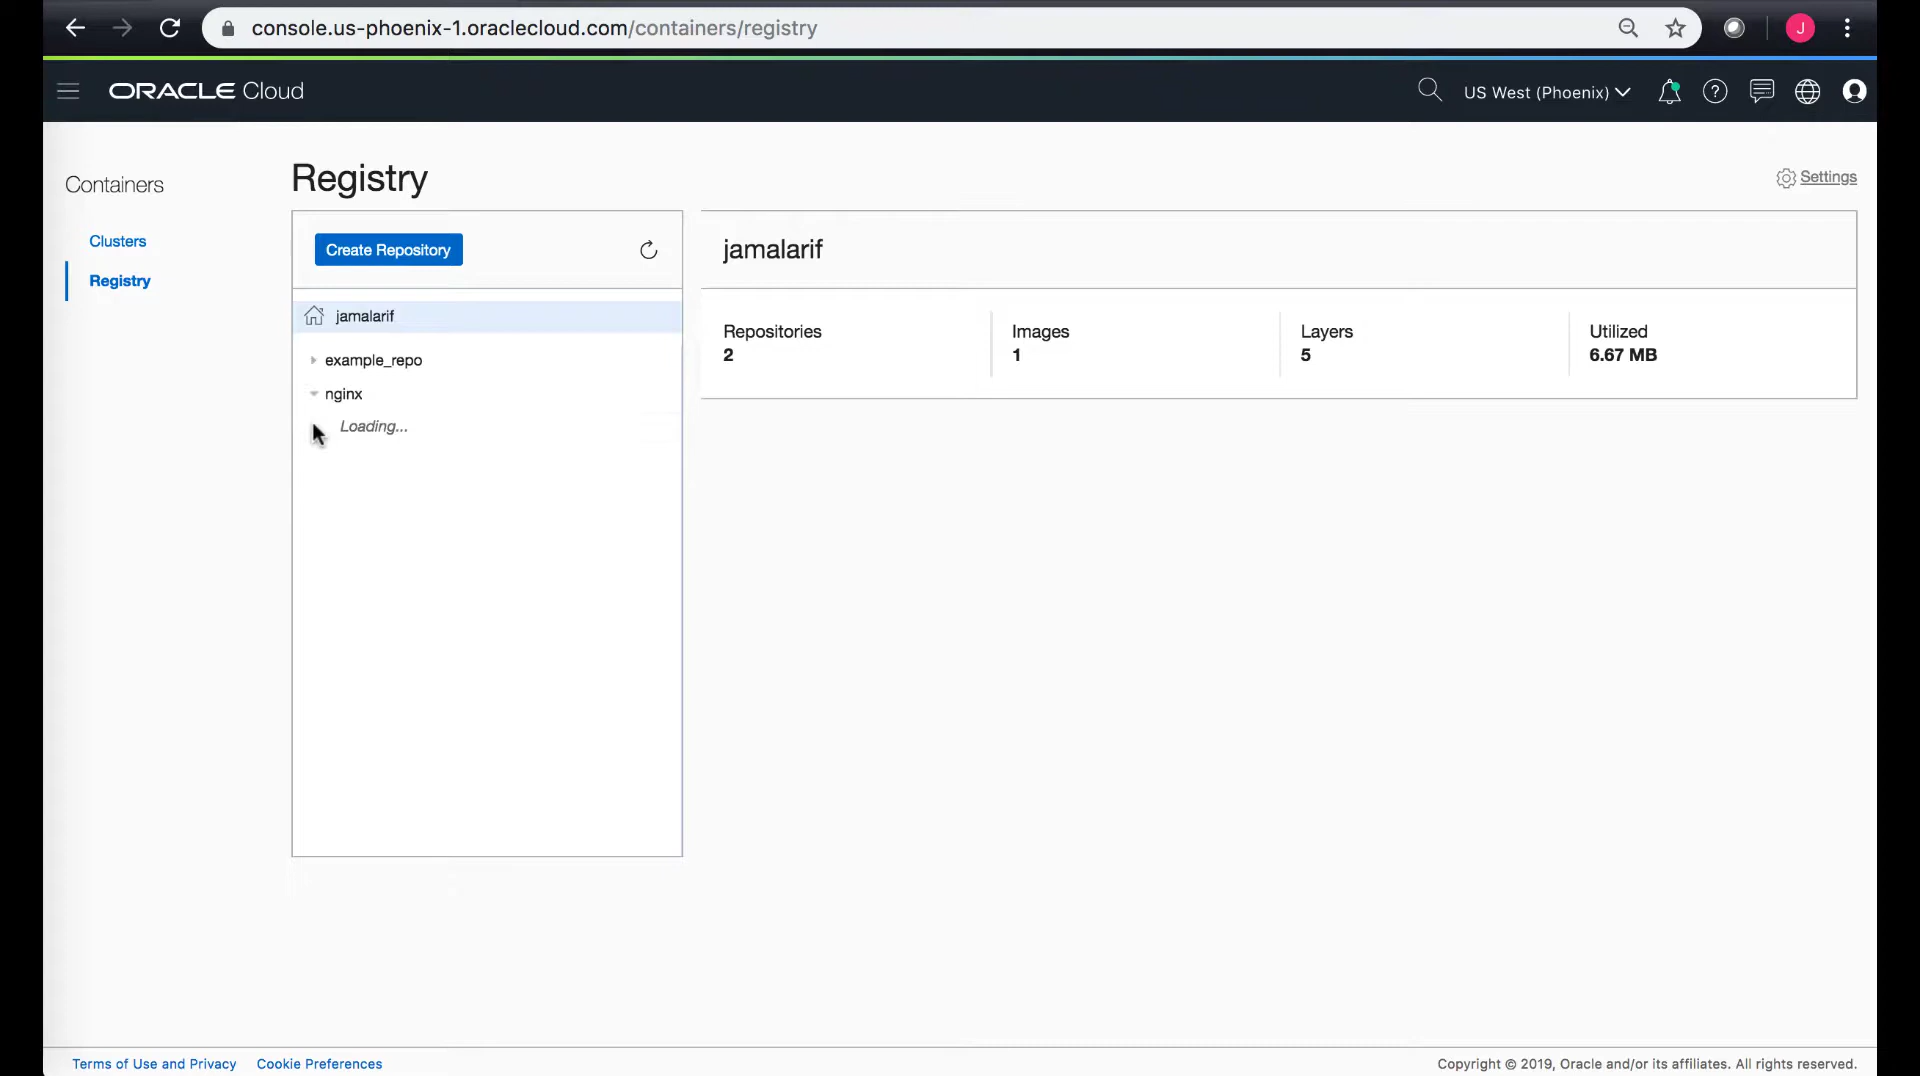 console.us-phoenix-1.oraclecloud.com/containers/registry
J
ORACLE Cloud
US West (Phoenix)
Containers
Clusters
Registry
Registry
Settings
Create Repository
jamalarif
example_repo
nginx
Loading...
jamalarif
Repositories
2
Images
1
Layers
5
Utilized
6.67 MB
Terms of Use and Privacy
Cookie Preferences
Copyright © 2019, Oracle and/or its affiliates. All rights reserved.